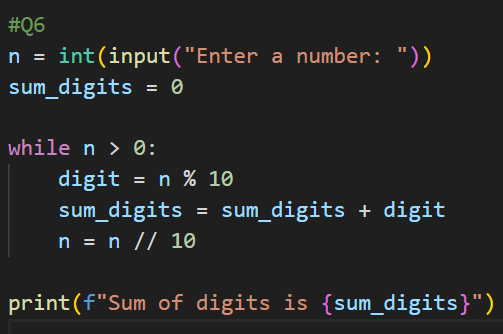 #Q6
n = int(input("Enter a number: "))
sum_digits = 0
while n > 0:
    digit = n % 10
    sum_digits = sum_digits + digit
    n = n // 10
print(f"Sum of digits is {sum_digits}")